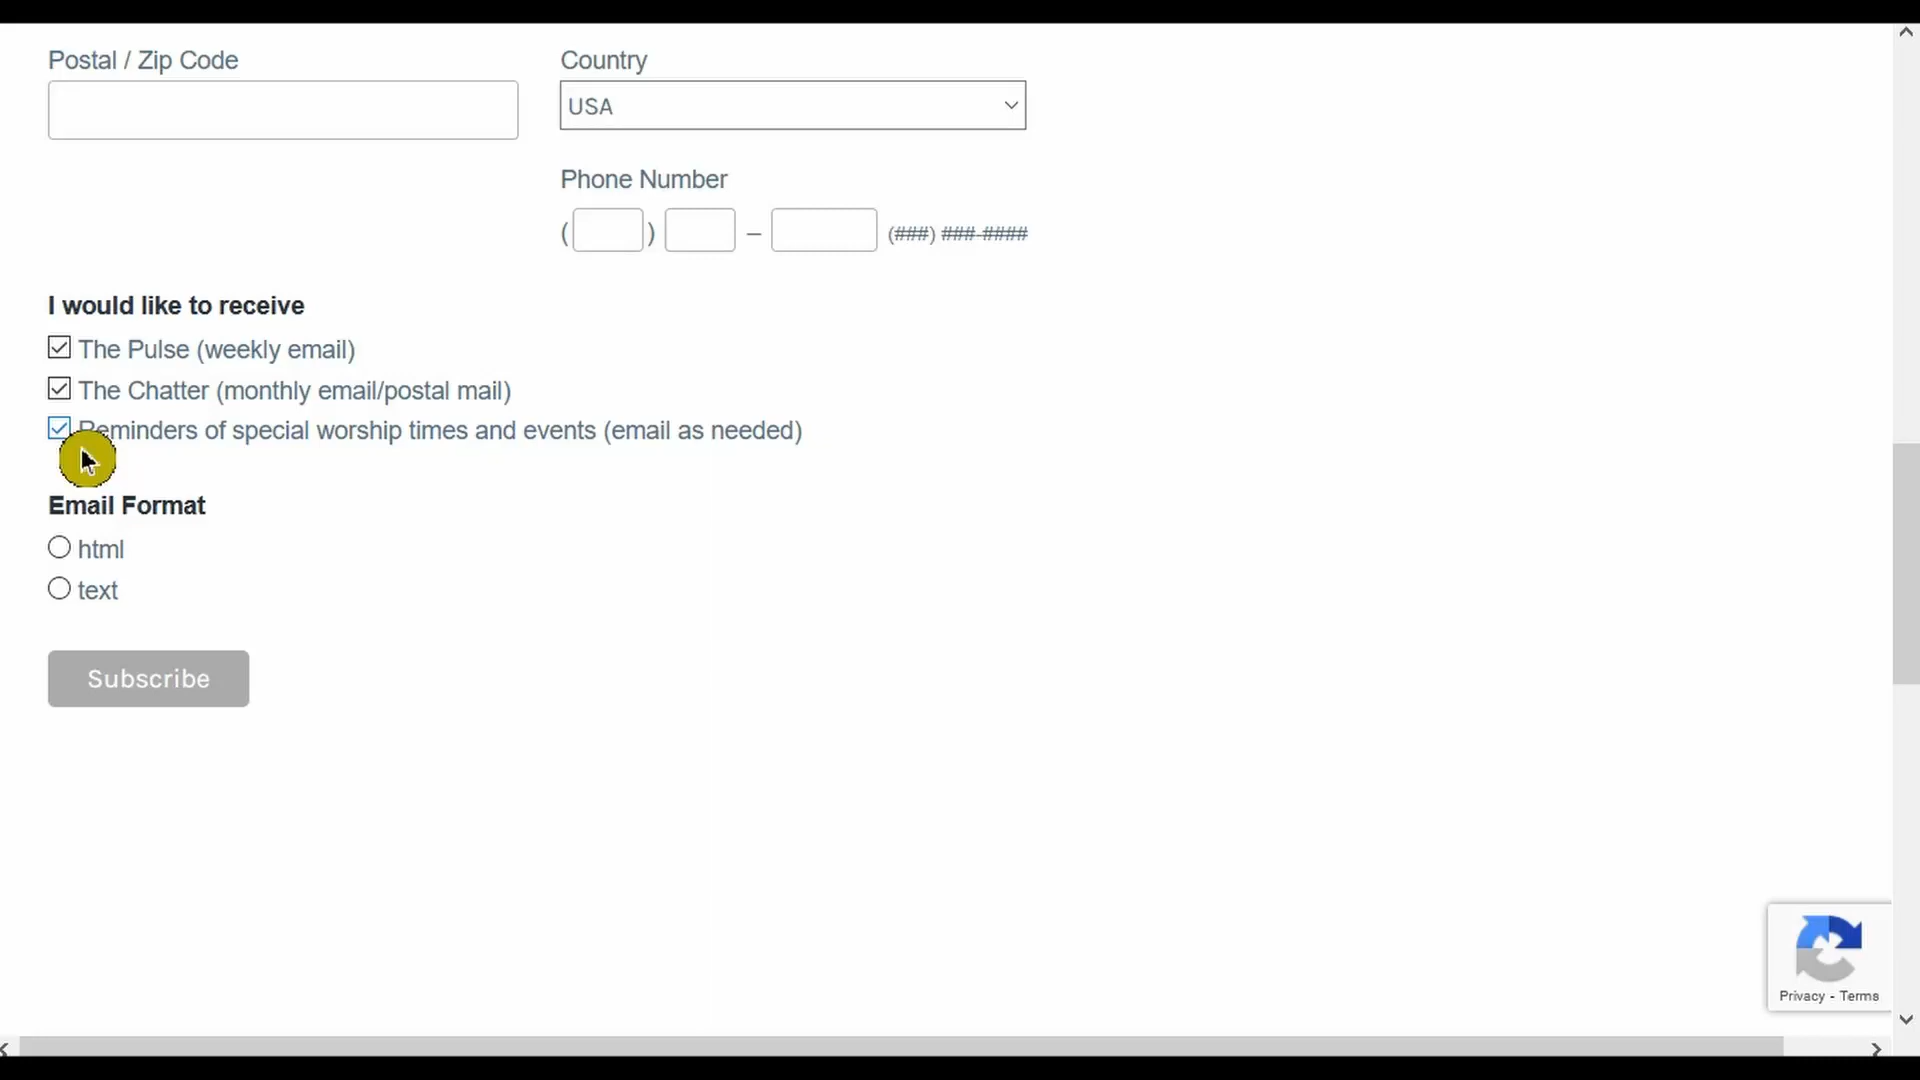 Postal / Zip Code
Country
USA
Phone Number
( ) – (###) ###-####
I would like to receive
The Pulse (weekly email)
The Chatter (monthly email/postal mail)
Reminders of special worship times and events (email as needed)
Email Format
html
text
Subscribe
Privacy - Terms